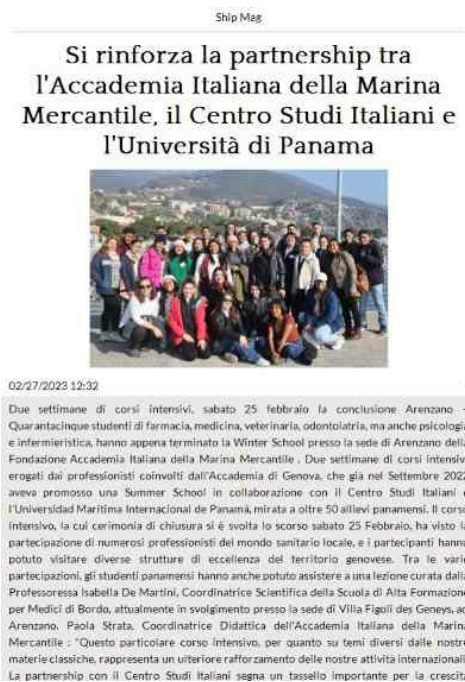 Ship Mag
Si rinforza la partnership tra
l'Accademia Italiana della Marina
Mercantile, il Centro Studi Italiani e
l'Università di Panama
02/27/2023 12:32
Due settimane di corsi intensivi, sabato 25 febbraio la conclusione Arenzano -
Quarantacinque studenti di farmacia, medicina, veterinaria, odontoiatria, ma anche psicologia
e infermieristica, hanno appena terminato la Winter School presso la sede di Arenzano della
Fondazione Accademia Italiana della Marina Mercantile . Due settimane di corsi intensivi
erogati dai professionisti coinvolti dall'Accademia di Genova, che già nel Settembre 2022
aveva promosso una Summer School in collaborazione con il Centro Studi Italiani e
l'Universidad Marítima Internacional de Panamá, mirata a oltre 50 allievi panamensi. Il corso
intensivo, la cui cerimonia di chiusura si è svolta lo scorso sabato 25 Febbraio, ha visto la
partecipazione di numerosi professionisti del mondo sanitario locale, e i partecipanti hanno
potuto visitare diverse strutture di eccellenza del territorio genovese. Tra le varie
partecipazioni, gli studenti panamensi hanno anche potuto assistere a una lezione curata dalla
Professoressa Isabella De Martini, Coordinatrice Scientifica della Scuola di Alta Formazione
per Medici di Bordo, attualmente in svolgimento presso la sede di Villa Figoli des Geneys, ad
Arenzano. Paola Strata, Coordinatrice Didattica dell'Accademia Italiana della Marina
Mercantile : "Questo particolare corso intensivo, per quanto su temi diversi dalle nostre
materie classiche, rappresenta un ulteriore rafforzamento delle nostre attività internazionali.
La partnership con il Centro Studi Italiani segna un tassello importante per la crescita